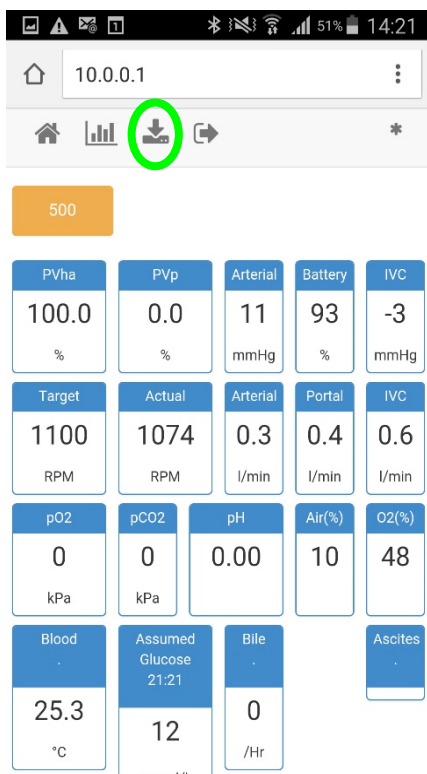 1 51% 14:21
10.0.0.1
*
500
PVha PVp Arterial Battery IVC
100.0 0.0 11 93 -3
% % mmHg % mmHg
Target Actual Arterial Portal IVC
1100 1074 0.3 0.4 0.6
RPM RPM l/min l/min l/min
pO2 pCO2 pH Air(%) O2(%)
0 0 0.00 10 48
kPa kPa
Blood Assumed Bile Ascites
. Glucose . .
21:21
25.3 12 0
°C /Hr